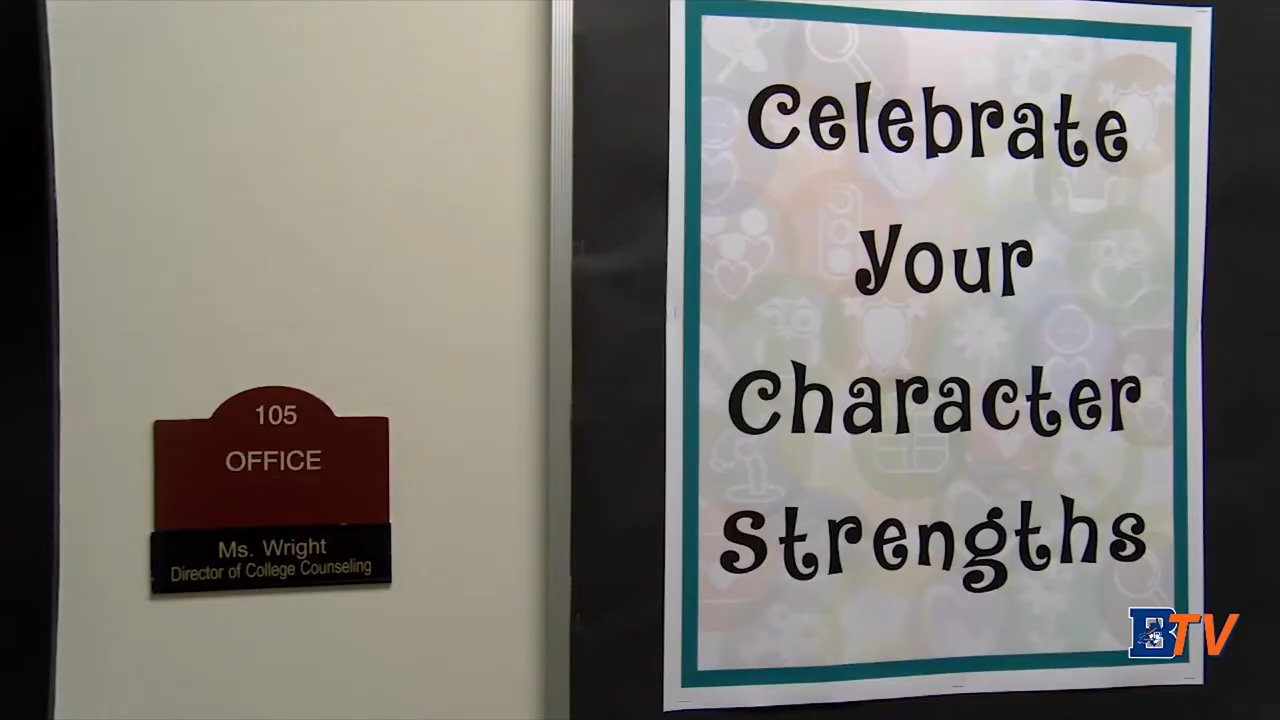 105
OFFICE
Ms. Wright
Director of College Counseling
Celebrate
Your
Character
Strengths
BTV